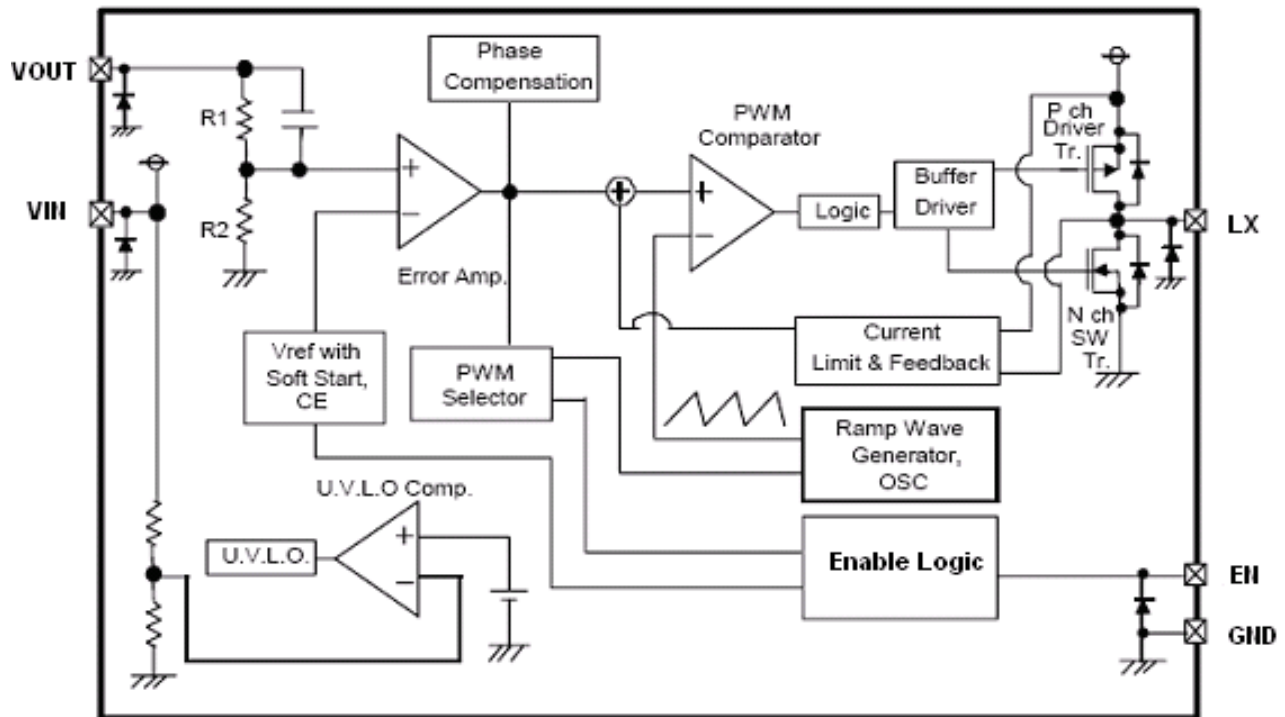 VOUT
R1
Phase
Compensation
PWM
Comparator
P ch
Driver
Tr.
+
−
+
+
−
Buffer
Driver
Logic
VIN
R2
LX
Error Amp.
N ch
SW
Tr.
Vref with
Soft Start,
CE
PWM
Selector
Current
Limit & Feedback
Ramp Wave
Generator,
OSC
U.V.L.O Comp.
U.V.L.O.
+
−
Enable Logic
EN
GND